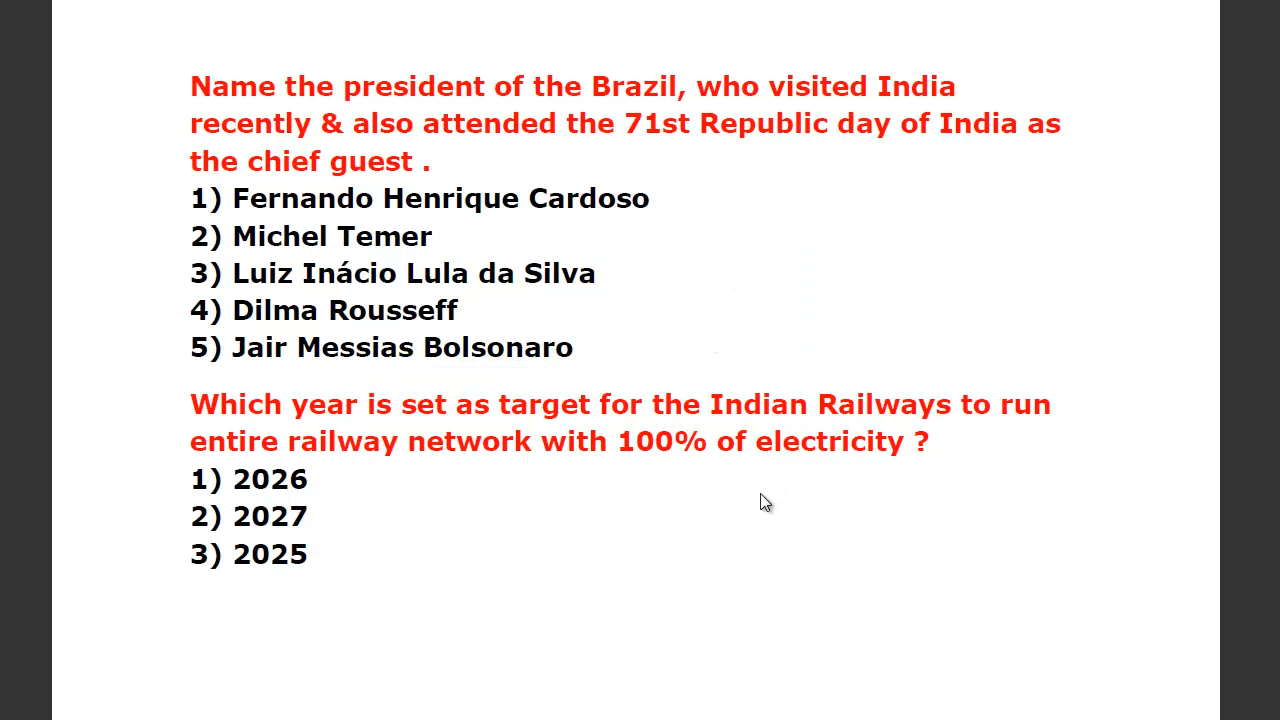 Name the president of the Brazil, who visited India
recently & also attended the 71st Republic day of India as
the chief guest .
1) Fernando Henrique Cardoso
2) Michel Temer
3) Luiz Inácio Lula da Silva
4) Dilma Rousseff
5) Jair Messias Bolsonaro
Which year is set as target for the Indian Railways to run
entire railway network with 100% of electricity ?
1) 2026
2) 2027
3) 2025